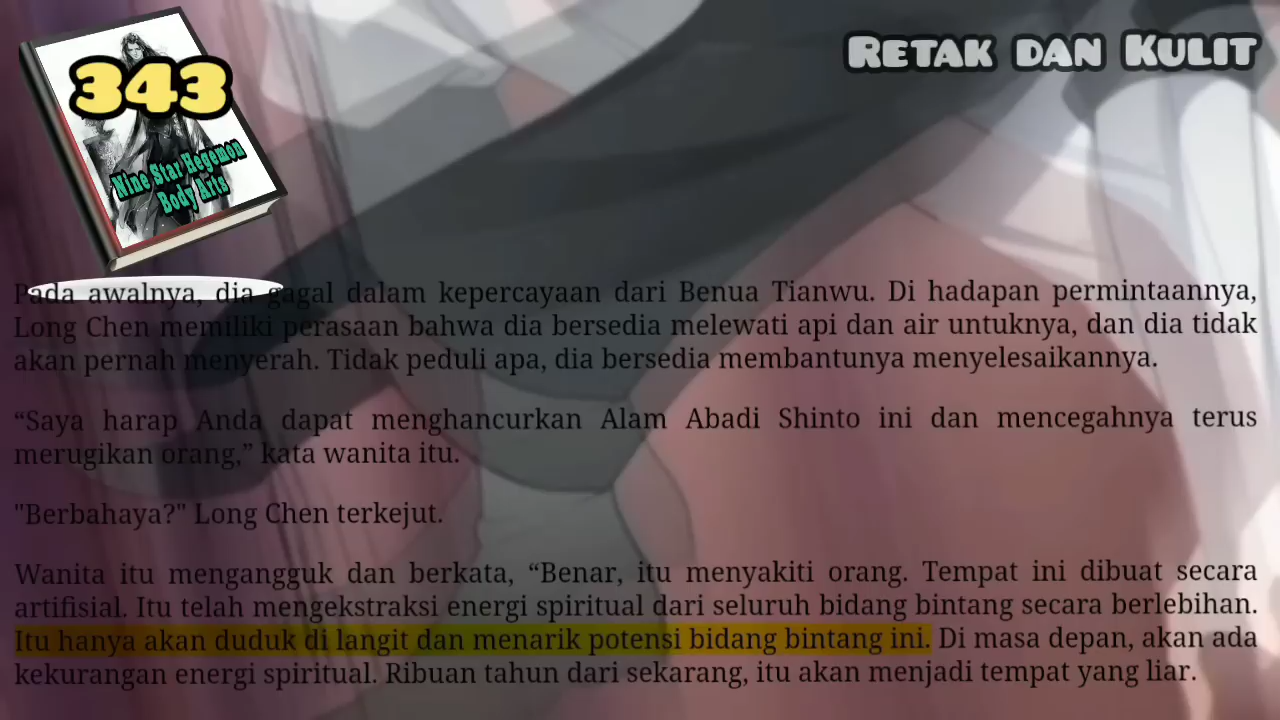 343
Nine Star Hegemon
Body Arts
Retak dan Kulit
Pada awalnya, dia gagal dalam kepercayaan dari Benua Tianwu. Di hadapan permintaannya,
Long Chen memiliki perasaan bahwa dia bersedia melewati api dan air untuknya, dan dia tidak
akan pernah menyerah. Tidak peduli apa, dia bersedia membantunya menyelesaikannya.
“Saya harap Anda dapat menghancurkan Alam Abadi Shinto ini dan mencegahnya terus
merugikan orang,” kata wanita itu.
"Berbahaya?" Long Chen terkejut.
Wanita itu mengangguk dan berkata, “Benar, itu menyakiti orang. Tempat ini dibuat secara
artifisial. Itu telah mengekstraksi energi spiritual dari seluruh bidang bintang secara berlebihan.
Itu hanya akan duduk di langit dan menarik potensi bidang bintang ini. Di masa depan, akan ada
kekurangan energi spiritual. Ribuan tahun dari sekarang, itu akan menjadi tempat yang liar.